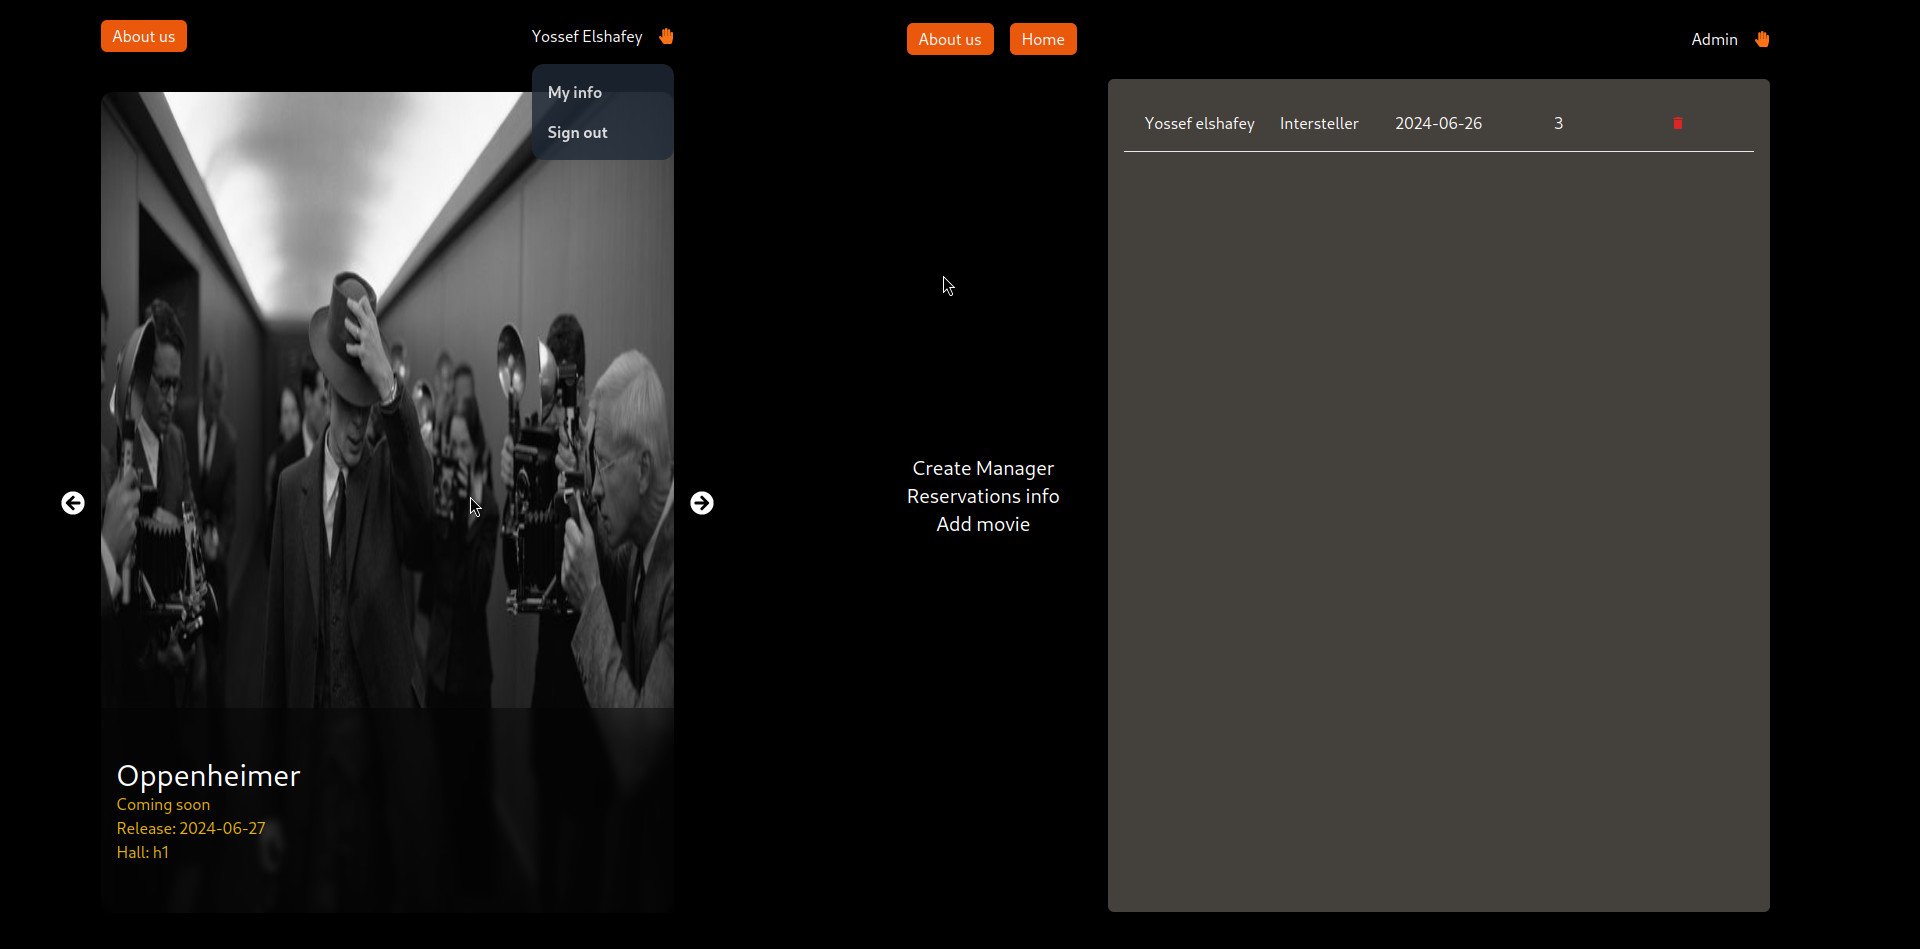 About us
Yossef Elshafey
My info
Sign out
Oppenheimer
Coming soon
Release: 2024-06-27
Hall: h1
About us Home
Admin
Create Manager
Reservations info
Add movie
Yossef elshafey Intersteller 2024-06-26 3